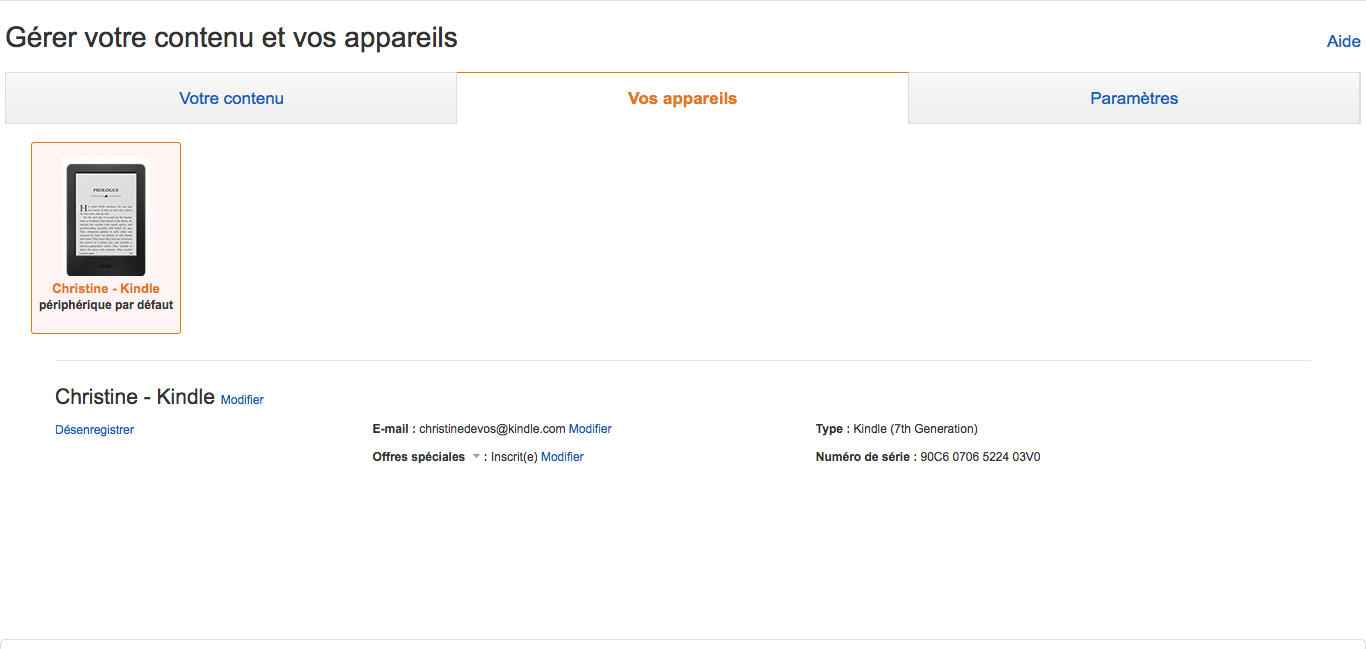 Gérer votre contenu et vos appareils
Aide
Votre contenu
Vos appareils
Paramètres
PROLOGUE
Christine - Kindle
périphérique par défaut
Christine - Kindle Modifier
Désenregistrer
E-mail : christinedevos@kindle.com Modifier
Offres spéciales : Inscrit(e) Modifier
Type : Kindle (7th Generation)
Numéro de série : 90C6 0706 5224 03V0